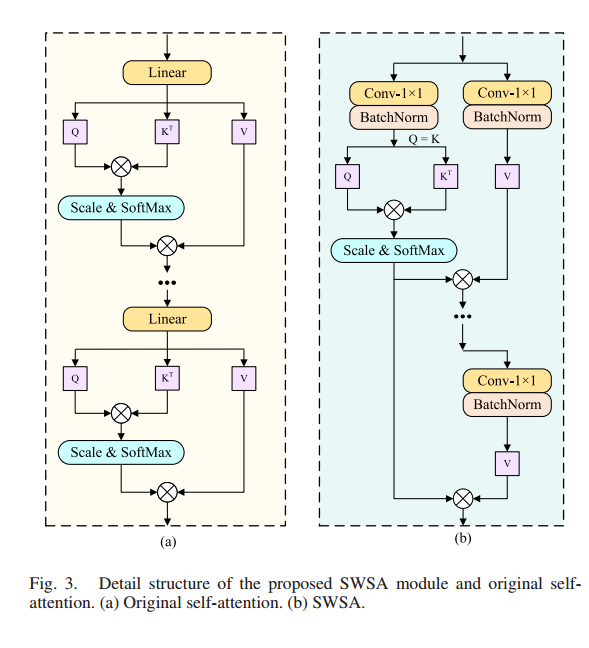 Linear
Q
K^T
V
Scale & SoftMax
•••
Linear
Q
K^T
V
Scale & SoftMax
(a)
Conv-1×1
Conv-1×1
BatchNorm
BatchNorm
Q = K
Q
K^T
V
Scale & SoftMax
•••
Conv-1×1
BatchNorm
V
(b)
Fig. 3. Detail structure of the proposed SWSA module and original self-
attention. (a) Original self-attention. (b) SWSA.